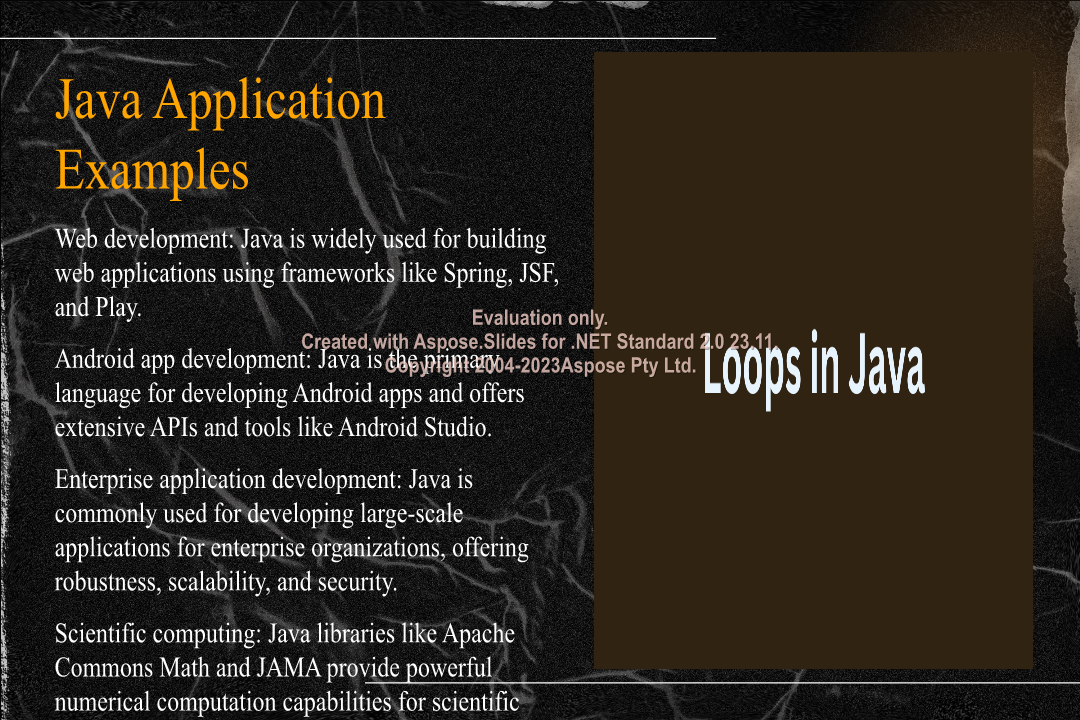 Java Application
Examples
Web development: Java is widely used for building
web applications using frameworks like Spring, JSF,
and Play.
Android app development: Java is the primary
language for developing Android apps and offers
extensive APIs and tools like Android Studio.
Enterprise application development: Java is
commonly used for developing large-scale
applications for enterprise organizations, offering
robustness, scalability, and security.
Scientific computing: Java libraries like Apache
Commons Math and JAMA provide powerful
numerical computation capabilities for scientific
Evaluation only.
Created with Aspose.Slides for .NET Standard 2.0 23.11.
Copyright 2004-2023Aspose Pty Ltd.
Loops in Java